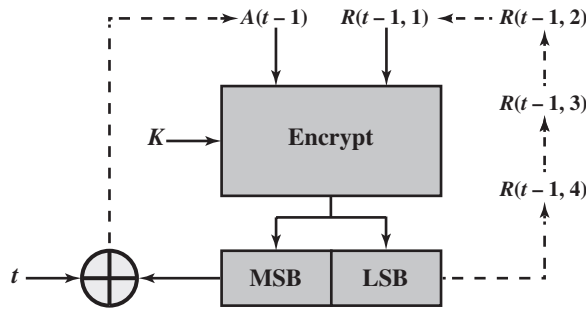 A(t−1) R(t−1, 1) R(t−1, 2)
R(t−1, 3)
K Encrypt
R(t−1, 4)
t MSB LSB